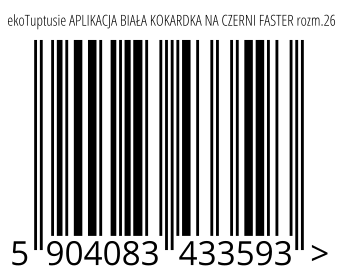 ekoTuptusie APLIKACJA BIAŁA KOKARDKA NA CZERNI FASTER rozm.26
5 904083 433593 >